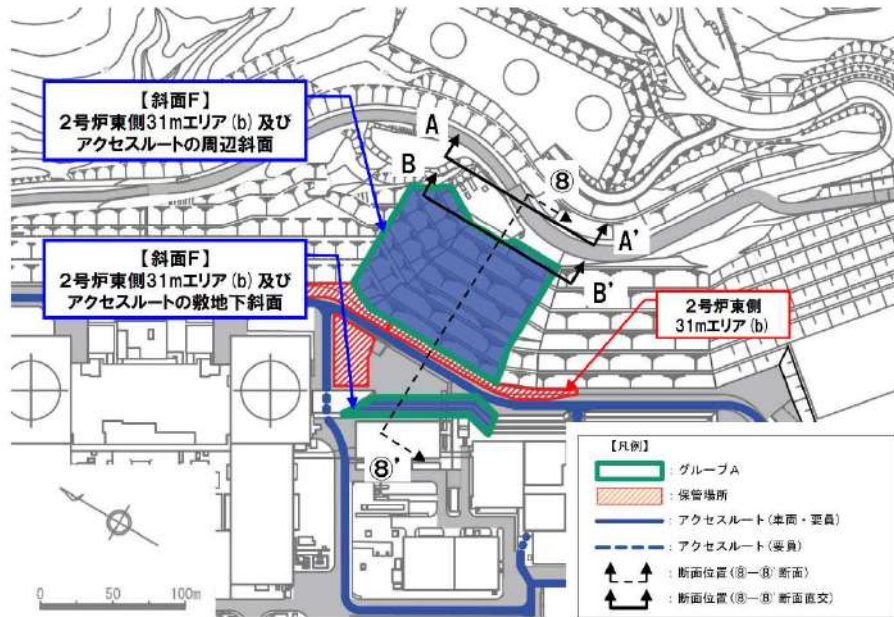 【斜面F】
2号炉東側31mエリア(b)及び
アクセスルートの周辺斜面
A
B
⑧
A'
B'
【斜面F】
2号炉東側31mエリア(b)及び
アクセスルートの敷地下斜面
2号炉東側
31mエリア(b)
⑧'
【凡例】
:グループA
:保管場所
:アクセスルート(車両・要員)
:アクセスルート(要員)
:断面位置(⑧-⑧'断面)
:断面位置(⑧-⑧'断面直交)
0 50 100m